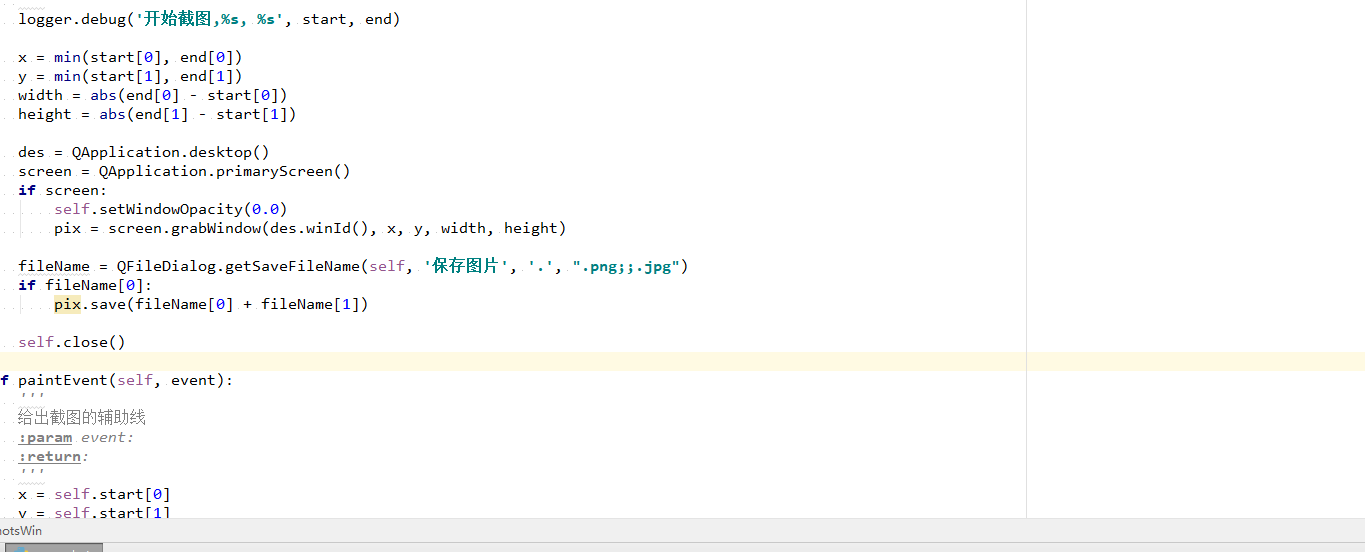 logger.debug('开始截图,%s, %s', start, end)
x = min(start[0], end[0])
y = min(start[1], end[1])
width = abs(end[0] - start[0])
height = abs(end[1] - start[1])
des = QApplication.desktop()
screen = QApplication.primaryScreen()
if screen:
self.setWindowOpacity(0.0)
pix = screen.grabWindow(des.winId(), x, y, width, height)
fileName = QFileDialog.getSaveFileName(self, '保存图片', '.', ".png;;.jpg")
if fileName[0]:
pix.save(fileName[0] + fileName[1])
self.close()
f paintEvent(self, event):
'''
给出截图的辅助线
:param event:
:return:
'''
x = self.start[0]
y = self.start[1]
notsWin